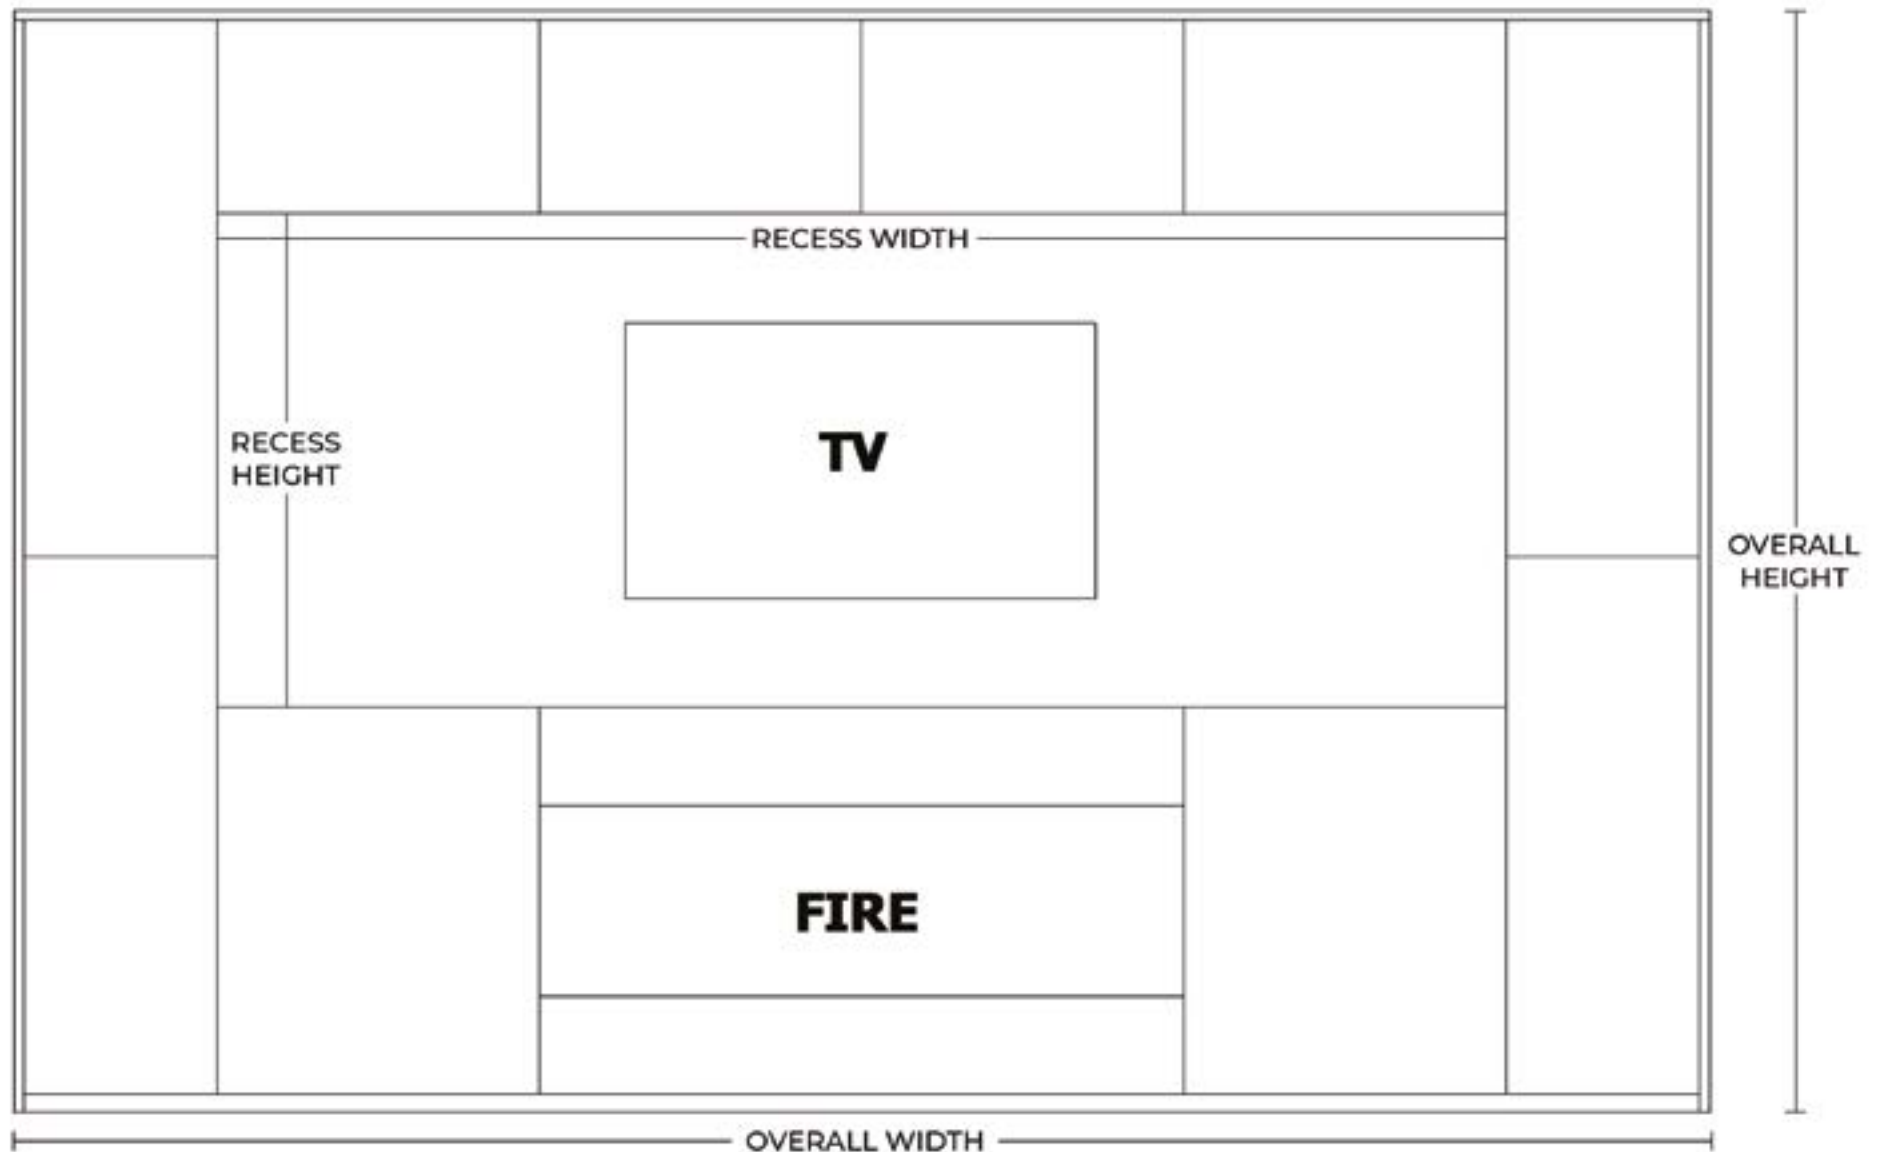 RECESS WIDTH
TV
RECESS
HEIGHT
OVERALL
HEIGHT
FIRE
OVERALL WIDTH